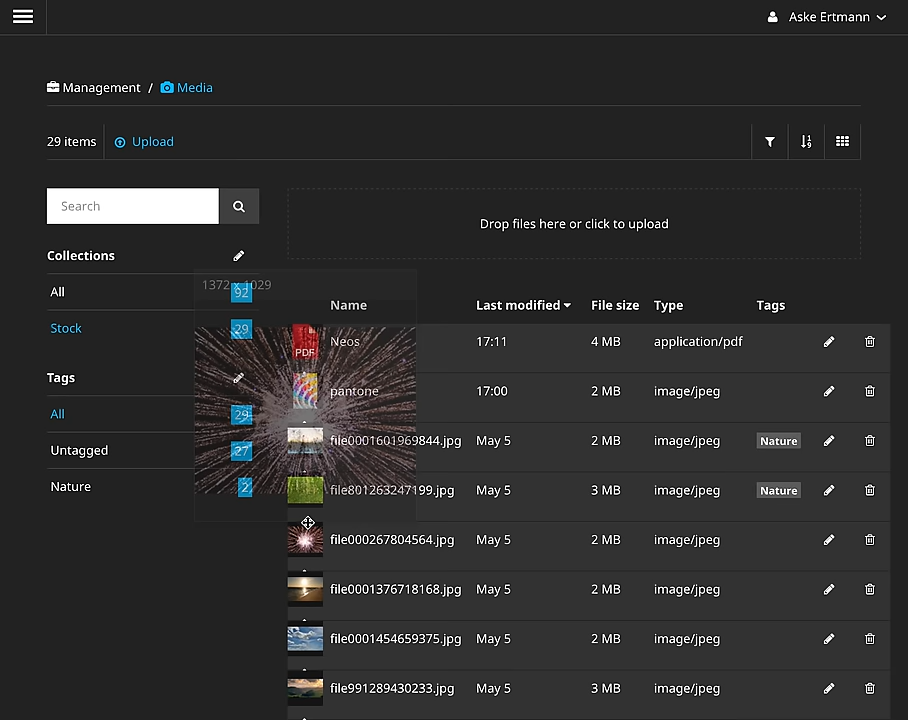 Aske Ertmann
Management / Media
29 items Upload
Search
Drop files here or click to upload
Collections
All 92
Stock 29
Tags
All 29
Untagged 27
Nature 2
1372 x 1029
Name Last modified File size Type Tags
PDF Neos 17:11 4 MB application/pdf
pantone 17:00 2 MB image/jpeg
file0001601969844.jpg May 5 2 MB image/jpeg Nature
file801263247199.jpg May 5 3 MB image/jpeg Nature
file000267804564.jpg May 5 2 MB image/jpeg
file0001376718168.jpg May 5 2 MB image/jpeg
file0001454659375.jpg May 5 2 MB image/jpeg
file991289430233.jpg May 5 3 MB image/jpeg